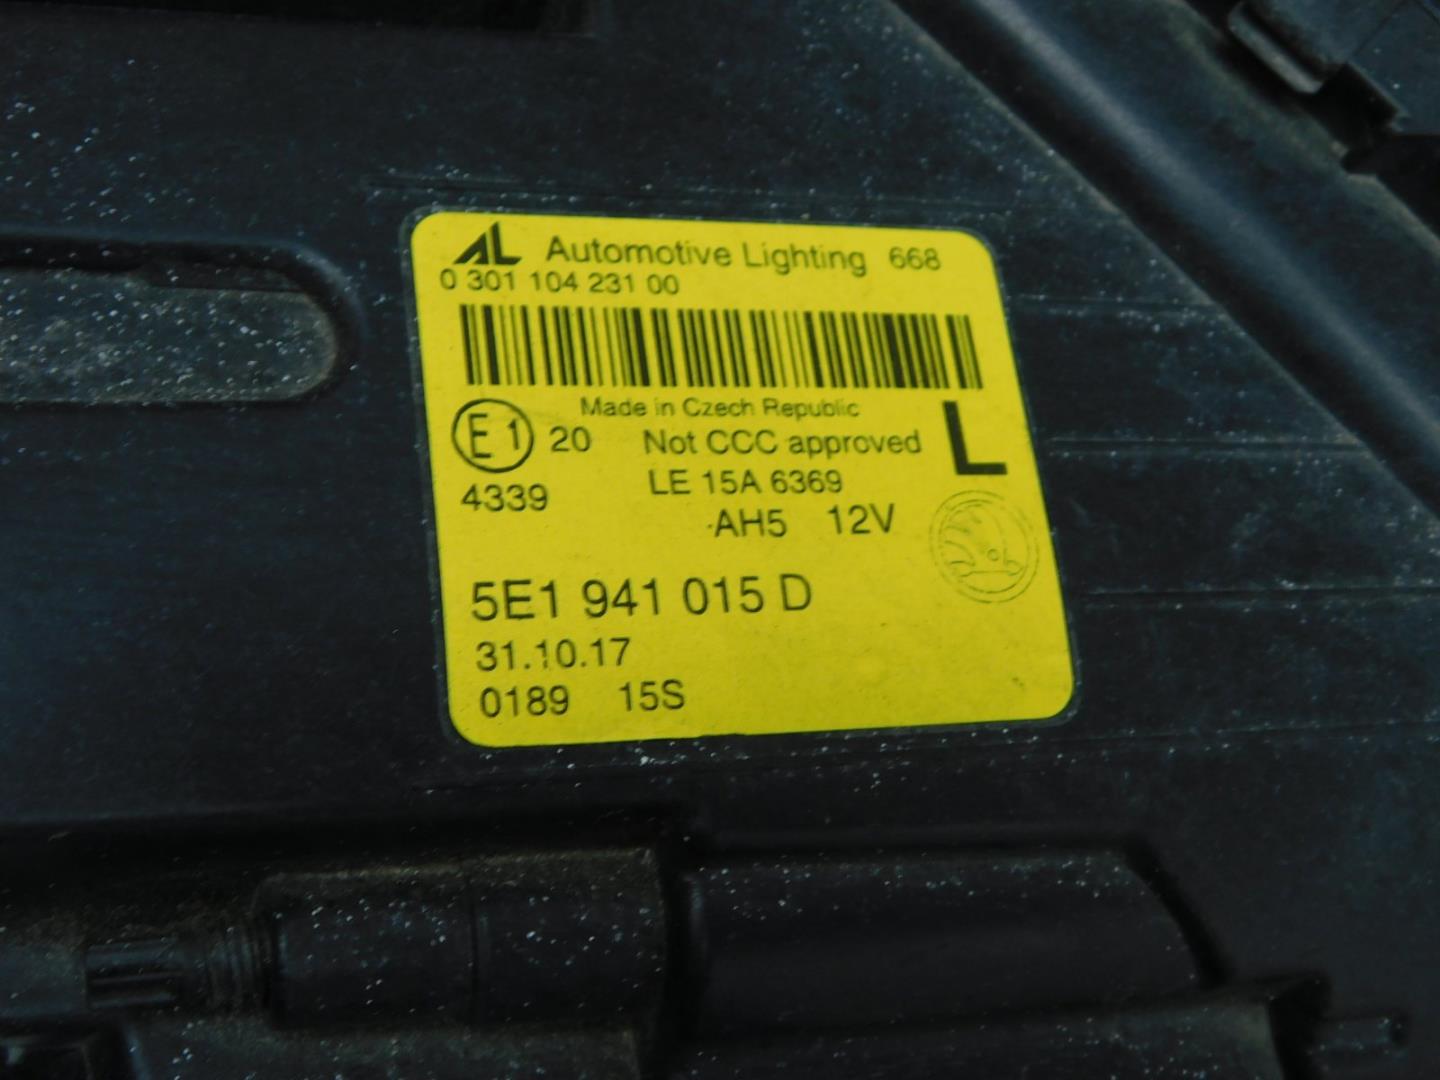 AL Automotive Lighting 668
0 301 104 231 00
Made in Czech Republic
E1 20 Not CCC approved L
4339 LE 15A 6369
AH5 12V
5E1 941 015 D
31.10.17
0189 15S